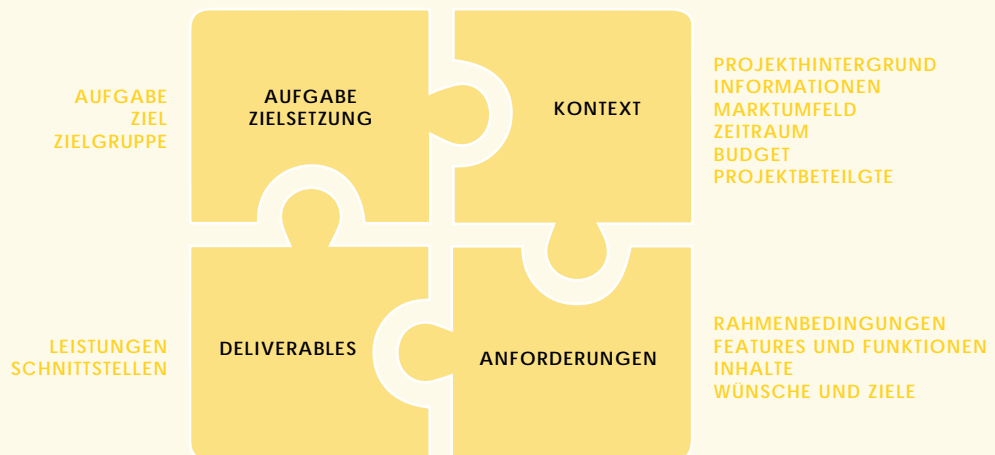 AUFGABE
ZIEL
ZIELGRUPPE
AUFGABE
ZIELSETZUNG
KONTEXT
PROJEKTHINTERGRUND
INFORMATIONEN
MARKTUMFELD
ZEITRAUM
BUDGET
PROJEKTBETEILGTE
LEISTUNGEN
SCHNITTSTELLEN
DELIVERABLES
ANFORDERUNGEN
RAHMENBEDINGUNGEN
FEATURES UND FUNKTIONEN
INHALTE
WÜNSCHE UND ZIELE